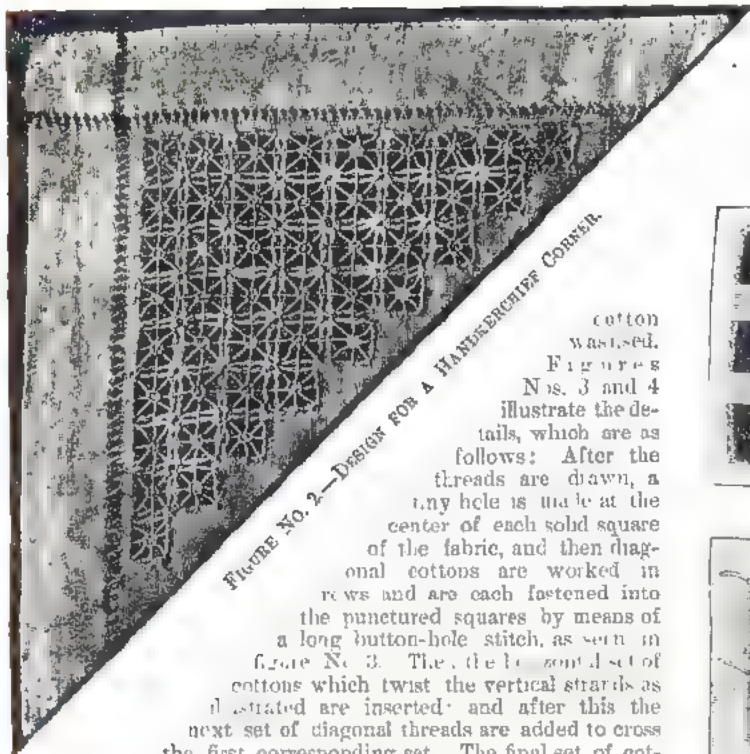 FIGURE NO. 2.—DESIGN FOR A HANDKERCHIEF CORNER.
cotton
was used.
Figures
Nos. 3 and 4
illustrate the de-
tails, which are as
follows: After the
threads are drawn, a
tiny hole is made at the
center of each solid square
of the fabric, and then diag-
onal cottons are worked in
rows and are each fastened into
the punctured squares by means of
a long button-hole stitch, as seen in
figure No. 3. Then the horizontal set of
cottons which twist the vertical strands as
illustrated are inserted; and after this the
next set of diagonal threads are added to cross
the first corresponding set. The final set of cot-